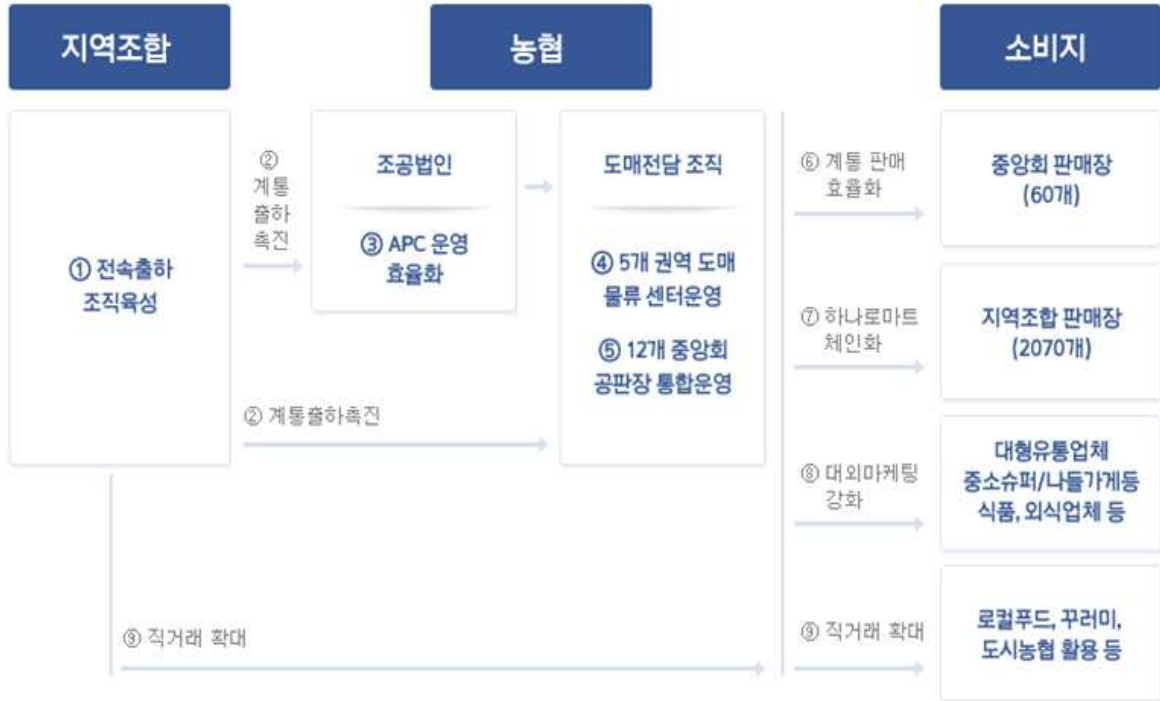 지역조합
농협
소비지
① 전속출하
조직육성
②
계통
출하
촉진
조공법인
③ APC 운영
효율화
도매전담 조직
④ 5개 권역 도매
물류 센터운영
⑤ 12개 중앙회
공판장 통합운영
② 계통출하촉진
⑨ 직거래 확대
⑥ 계통 판매
효율화
중앙회 판매장
(60개)
⑦ 하나로마트
체인화
지역조합 판매장
(2070개)
⑧ 대외마케팅
강화
대형유통업체
중소슈퍼/나들가게등
식품, 외식업체 등
⑨ 직거래 확대
로컬푸드, 꾸러미,
도시농협 활용 등